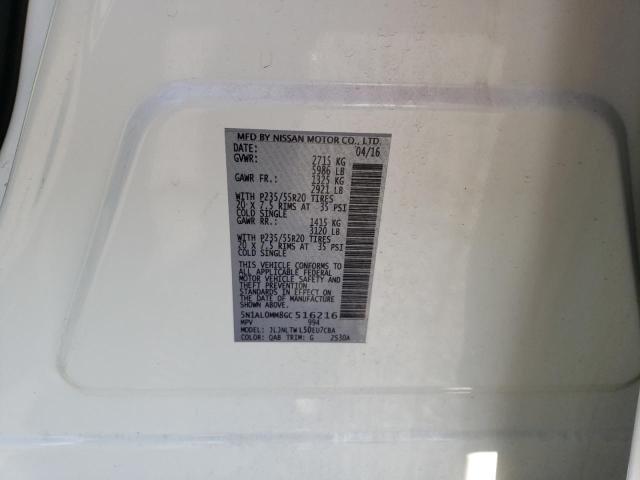 MFD BY NISSAN MOTOR CO., LTD.
DATE: 04/16
GVWR: 2715 KG
5986 LB
GAWR FR.: 1325 KG
2921 LB
WITH P235/55R20 TIRES
20 X 7.5 RIMS AT 35 PSI
COLD SINGLE
GAWR RR.: 1415 KG
3120 LB
WITH P235/55R20 TIRES
20 X 7.5 RIMS AT 35 PSI
COLD SINGLE
THIS VEHICLE CONFORMS TO
ALL APPLICABLE FEDERAL
MOTOR VEHICLE SAFETY AND
THEFT PREVENTION
STANDARDS IN EFFECT ON
THE DATE OF MANUFACTURE
SHOWN ABOVE.
5N1AL0MM8GC516216
MPV 994
MODEL: JLJNLTWL50EU7CBA
COLOR: QAB TRIM: G 2S30A